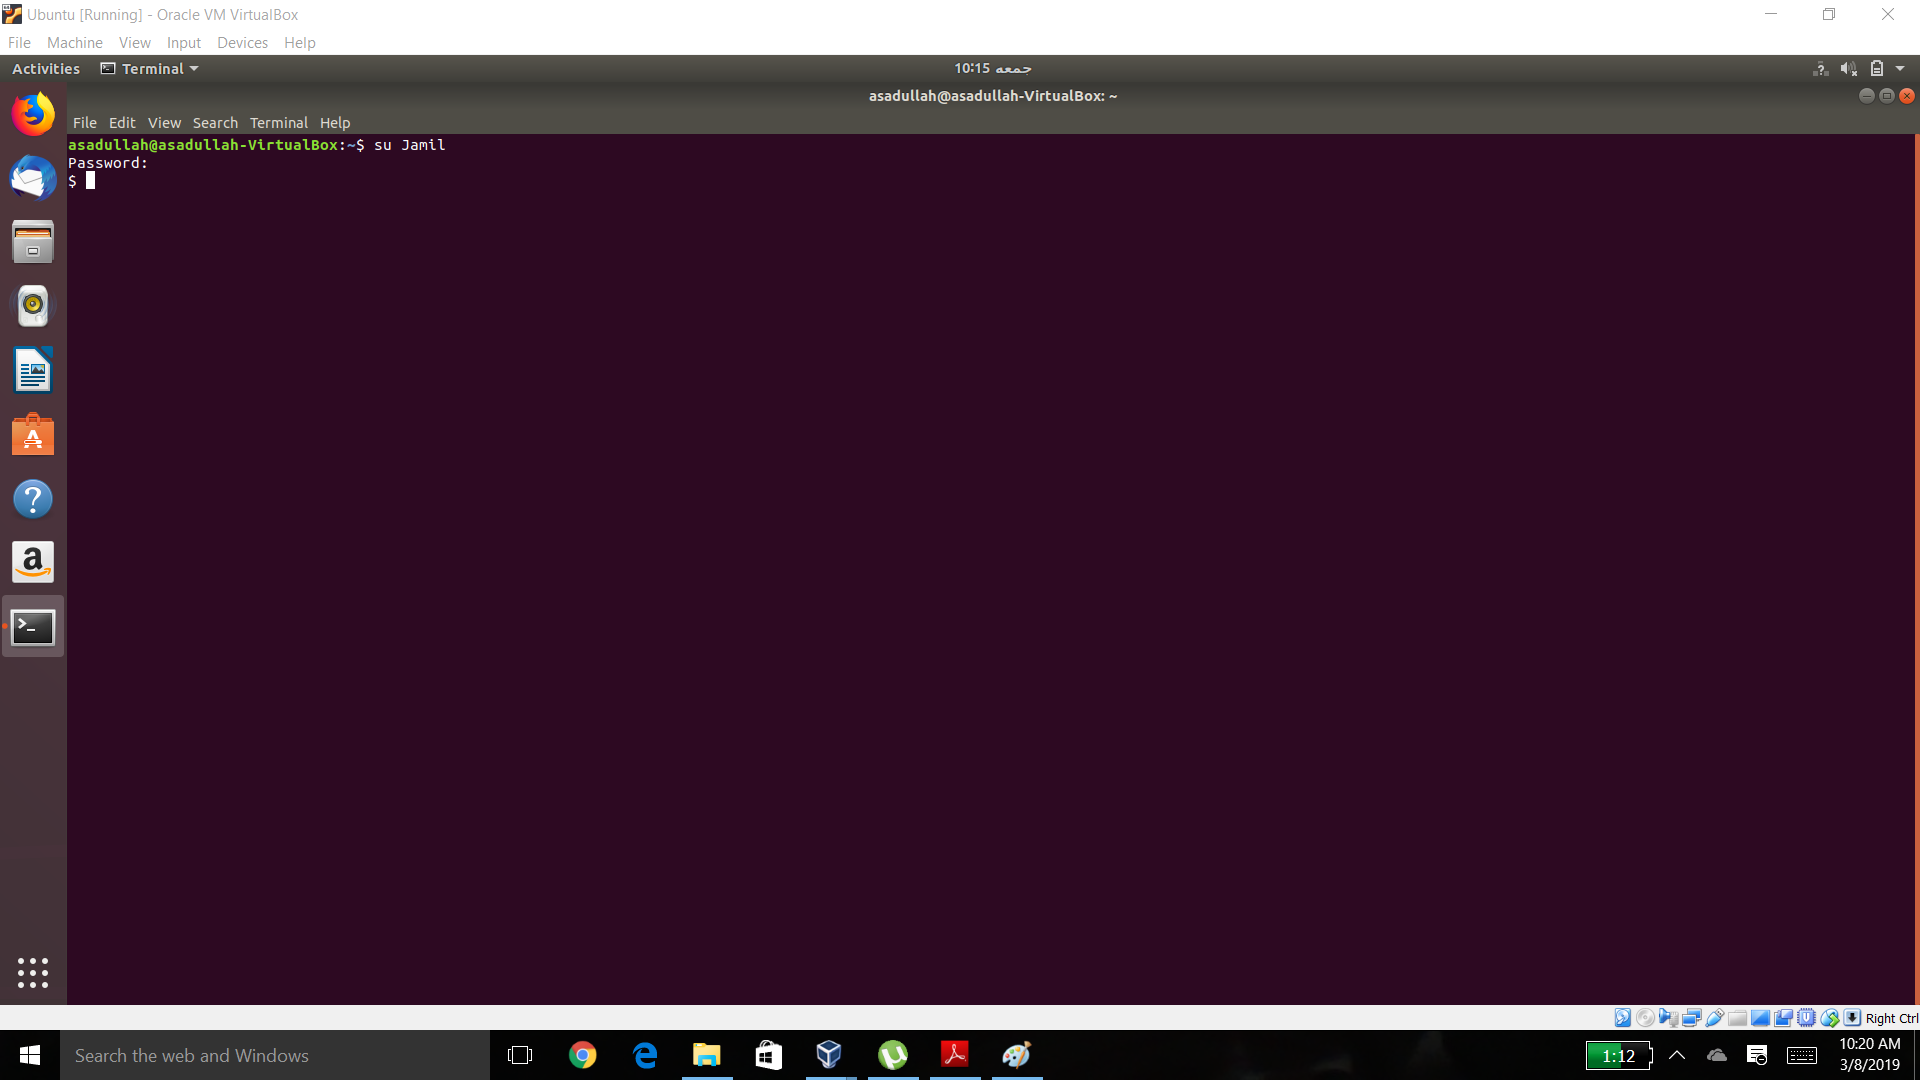 Ubuntu [Running] - Oracle VM VirtualBox
File Machine View Input Devices Help
Activities Terminal جمعه 10:15
asadullah@asadullah-VirtualBox: ~
File Edit View Search Terminal Help
asadullah@asadullah-VirtualBox:~$ su Jamil
Password:
$
Right Ctrl
Search the web and Windows
1:12
10:20 AM
3/8/2019